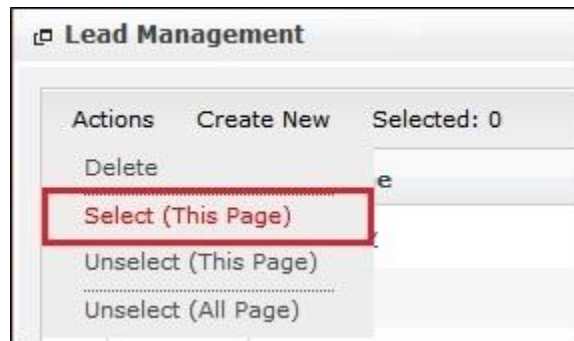 Lead Management
Actions Create New Selected: 0
Delete
Select (This Page)
Unselect (This Page)
Unselect (All Page)